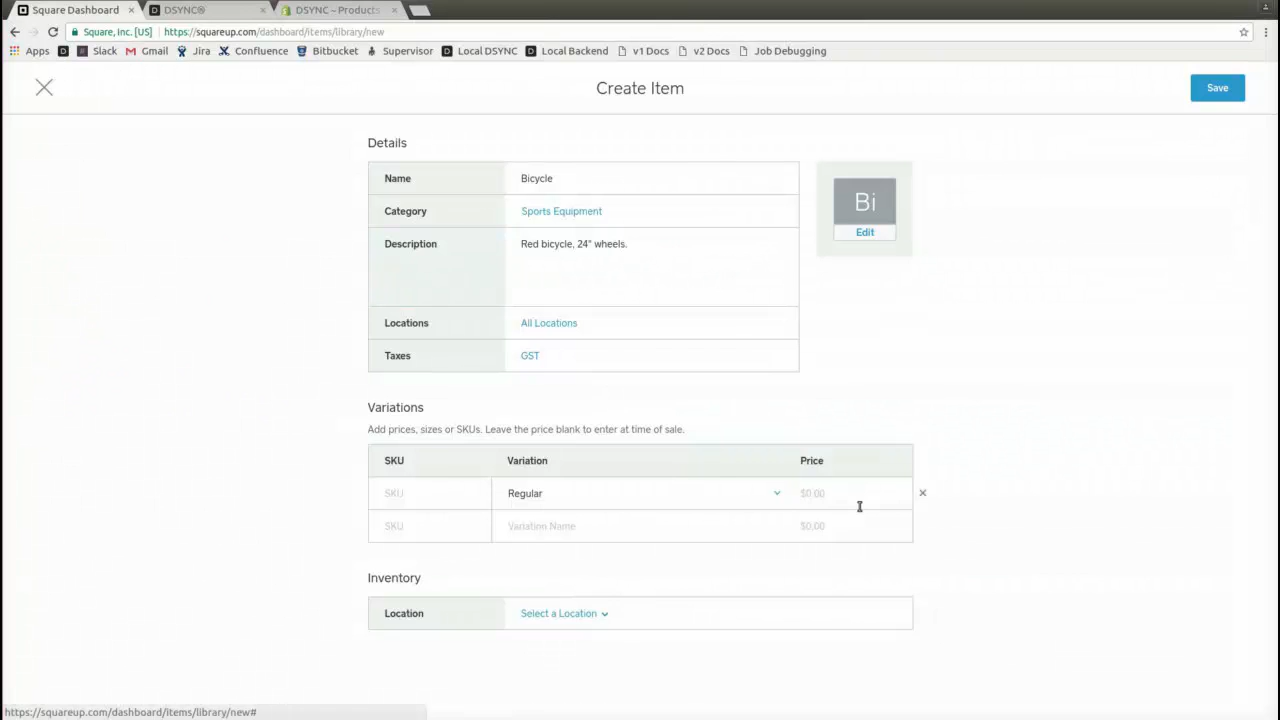 Square Dashboard × DSYNC® × DSYNC – Products ×
Square, Inc. [US] https://squareup.com/dashboard/items/library/new
Apps Slack Gmail Jira Confluence Bitbucket Supervisor Local DSYNC Local Backend v1 Docs v2 Docs Job Debugging
Create Item
Save
Details
Name Bicycle
Bi
Category Sports Equipment
Edit
Description Red bicycle, 24" wheels.
Locations All Locations
Taxes GST
Variations
Add prices, sizes or SKUs. Leave the price blank to enter at time of sale.
SKU Variation Price
SKU Regular $0.00
SKU Variation Name $0.00
Inventory
Location Select a Location
https://squareup.com/dashboard/items/library/new#